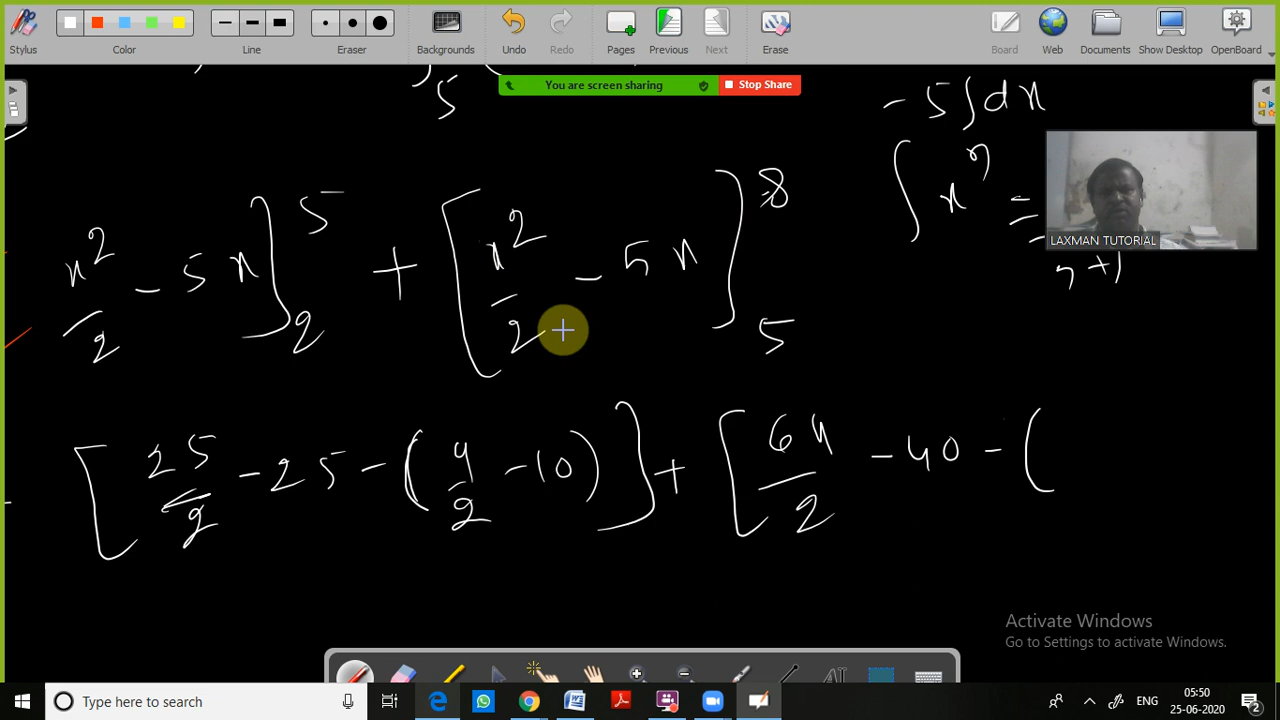 Stylus Color Line Eraser Backgrounds Undo Redo Pages Previous Next Erase Board Web Documents Show Desktop OpenBoard
You are screen sharing Stop Share
5
- 5 ∫ dx
x²/2 - 5x ]₂⁵ + [ x²/2 - 5x ]₅⁸
∫ xⁿ =
n+1
LAXMAN TUTORIAL
[ 25/2 - 25 - ( 4/2 - 10 ) ] + [ 64/2 - 40 - (
Activate Windows
Go to Settings to activate Windows.
Type here to search
ENG
05:50
25-06-2020
2